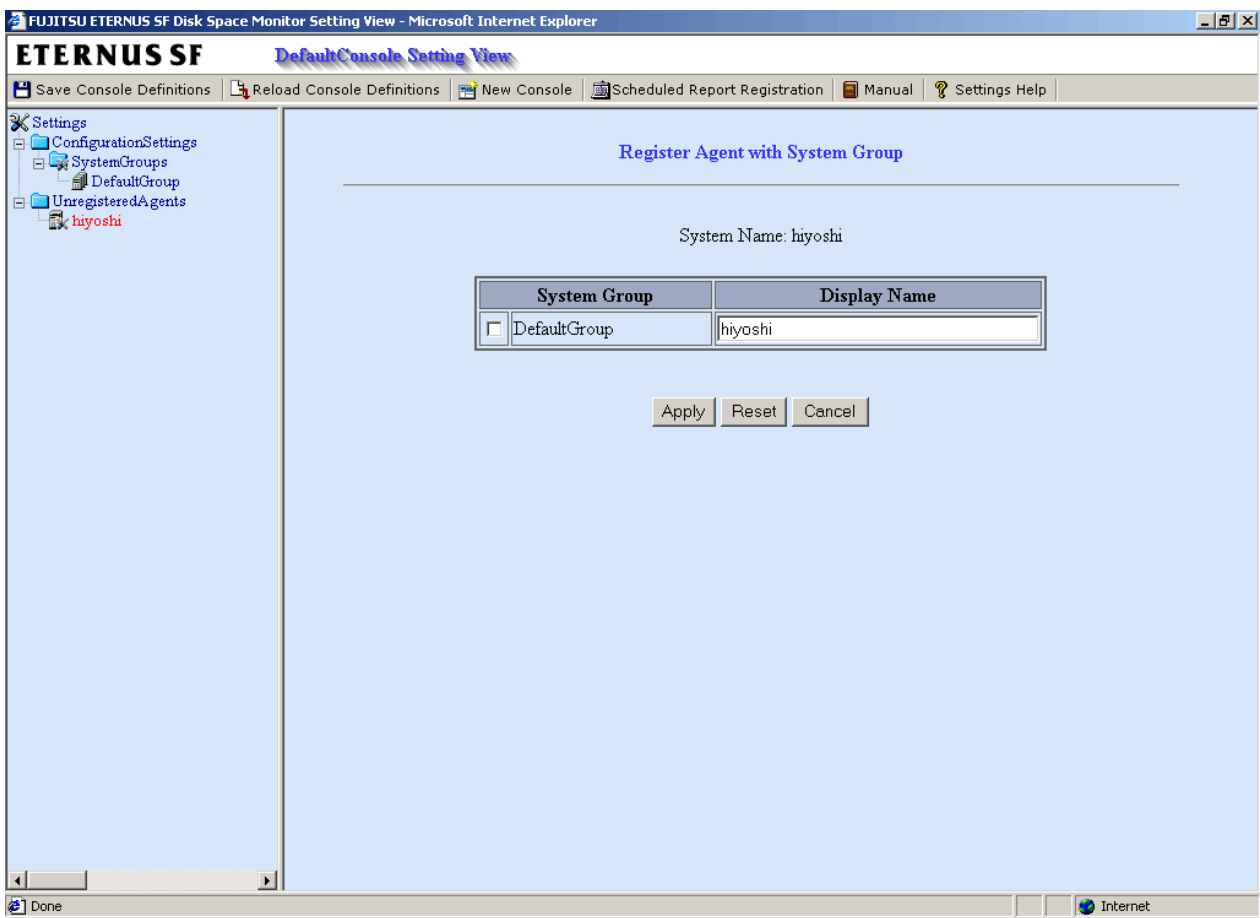 FUJITSU ETERNUS SF Disk Space Monitor Setting View - Microsoft Internet Explorer
ETERNUS SF DefaultConsole Setting View
Save Console Definitions Reload Console Definitions New Console Scheduled Report Registration Manual Settings Help
Settings
ConfigurationSettings
SystemGroups
DefaultGroup
UnregisteredAgents
hiyoshi
Register Agent with System Group
System Name: hiyoshi
System Group Display Name
DefaultGroup hiyoshi
Apply Reset Cancel
Done Internet